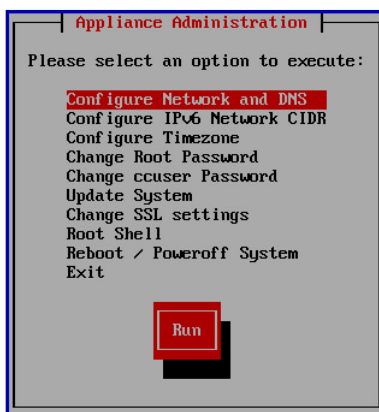 Appliance Administration
Please select an option to execute:
Configure Network and DNS
Configure IPv6 Network CIDR
Configure Timezone
Change Root Password
Change ccuser Password
Update System
Change SSL settings
Root Shell
Reboot / Poweroff System
Exit
Run